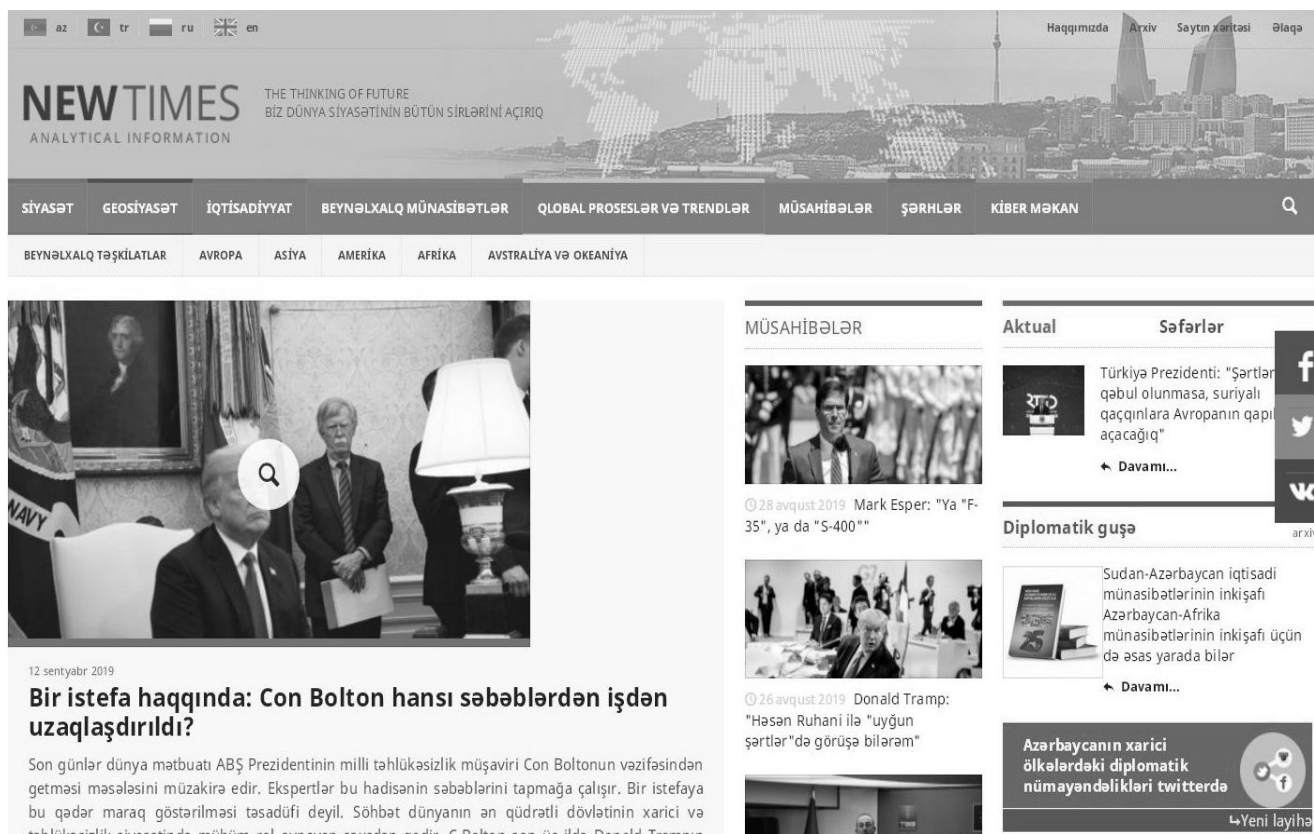 az tr ru en
Haqqımızda Arxiv Saytın xəritəsi Əlaqə
NEWTIMES
ANALYTICAL INFORMATION
THE THINKING OF FUTURE
BİZ DÜNYA SİYASƏTİNİN BÜTÜN SİRLƏRİNİ AÇIRIQ
SİYASƏT GEOSİYASƏT İQTİSADİYYAT BEYNƏLXALQ MÜNASİBƏTLƏR QLOBAL PROSESLƏR VƏ TRENDLƏR MÜSAHİBƏLƏR ŞƏRHLƏR KİBER MƏKAN
BEYNƏLXALQ TƏŞKİLATLAR AVROPA ASİYA AMERİKA AFRİKA AVSTRALİYA VƏ OKEANİYA
NAVY
12 sentyabr 2019
Bir istefa haqqında: Con Bolton hansı səbəblərdən işdən
uzaqlaşdırıldı?
Son günlər dünya mətbuatı ABŞ Prezidentinin milli təhlükəsizlik müşaviri Con Boltonun vəzifəsindən
getməsi məsələsini müzakirə edir. Ekspertlər bu hadisənin səbəblərini tapmağa çalışır. Bir istefaya
bu qədər maraq göstərilməsi təsadüfi deyil. Söhbət dünyanın ən qüdrətli dövlətinin xarici və
MÜSAHİBƏLƏR
28 avqust 2019 Mark Esper: "Ya "F-
35", ya da "S-400""
26 avqust 2019 Donald Tramp:
"Həsən Ruhani ilə "uyğun
şərtlər"də görüşə bilərəm"
Aktual Səfərlər
Türkiyə Prezidenti: "Şərtlər
qəbul olunmasa, suriyalı
qaçqınlara Avropanın qapı
açacağıq"
Davamı...
Diplomatik guşə
arxiv
Sudan-Azərbaycan iqtisadi
münasibətlərinin inkişafı
Azərbaycan-Afrika
münasibətlərinin inkişafı üçün
də əsas yarada bilər
Davamı...
Azərbaycanın xarici
ölkələrdəki diplomatik
nümayəndəlikləri twitterdə
Yeni layihə